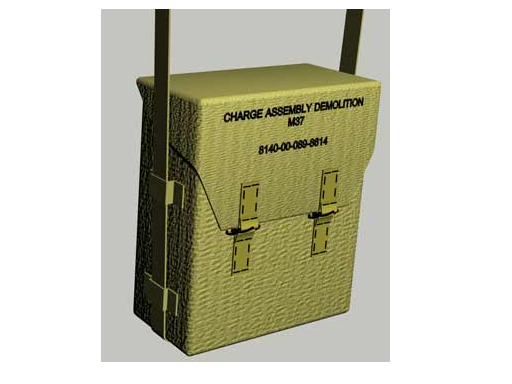 CHARGE ASSEMBLY DEMOLITION
M37
8140-00-089-8614